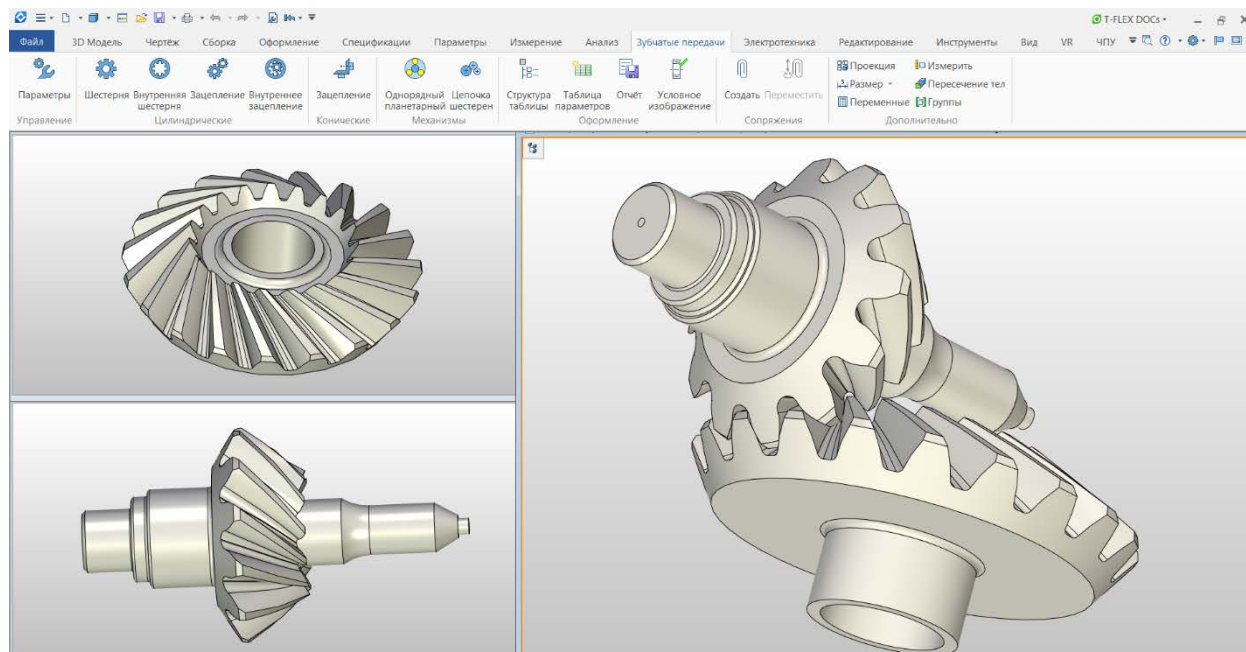 T-FLEX DOCs
Файл 3D Модель Чертёж Сборка Оформление Спецификации Параметры Измерение Анализ Зубчатые передачи Электротехника Редактирование Инструменты Вид VR ЧПУ
Параметры Шестерня Внутренняя шестерня Зацепление Внутреннее зацепление Зацепление Однорядный планетарный Цепочка шестерен Структура таблицы Таблица параметров Отчёт Условное изображение Создать Переместить
Проекция Измерить
Размер Пересечение тел
Переменные Группы
Управление Цилиндрические Конические Механизмы Оформление Сопряжения Дополнительно